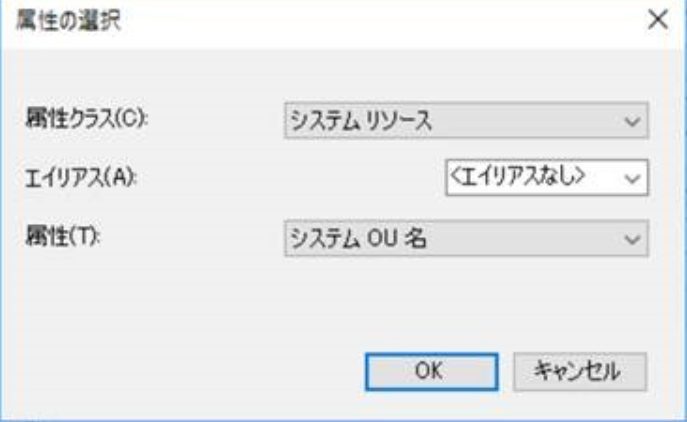 属性の選択
属性クラス(C):
システム リソース
エイリアス(A):
<エイリアスなし>
属性(T):
システム OU 名
OK
キャンセル